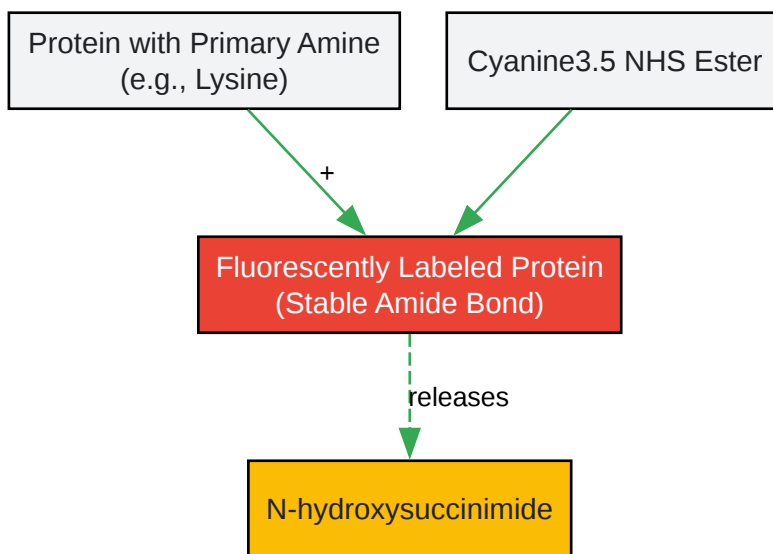 Protein with Primary Amine
(e.g., Lysine)
Cyanine3.5 NHS Ester
+
Fluorescently Labeled Protein
(Stable Amide Bond)
releases
N-hydroxysuccinimide